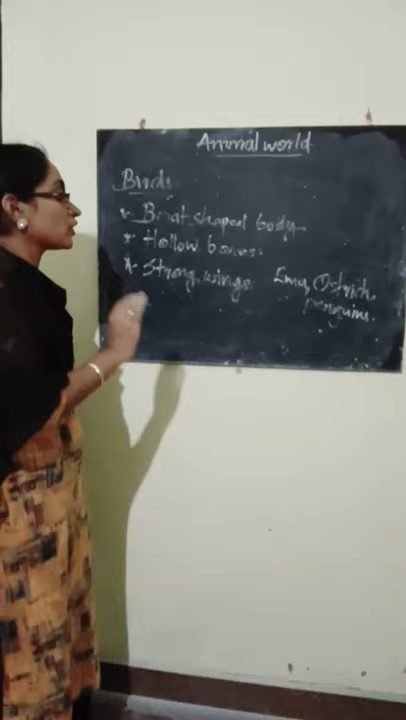 Animal world
Birds
* Boat shaped body
* Hollow bones.
* Strong wings Emu, Ostrich,
penguins.